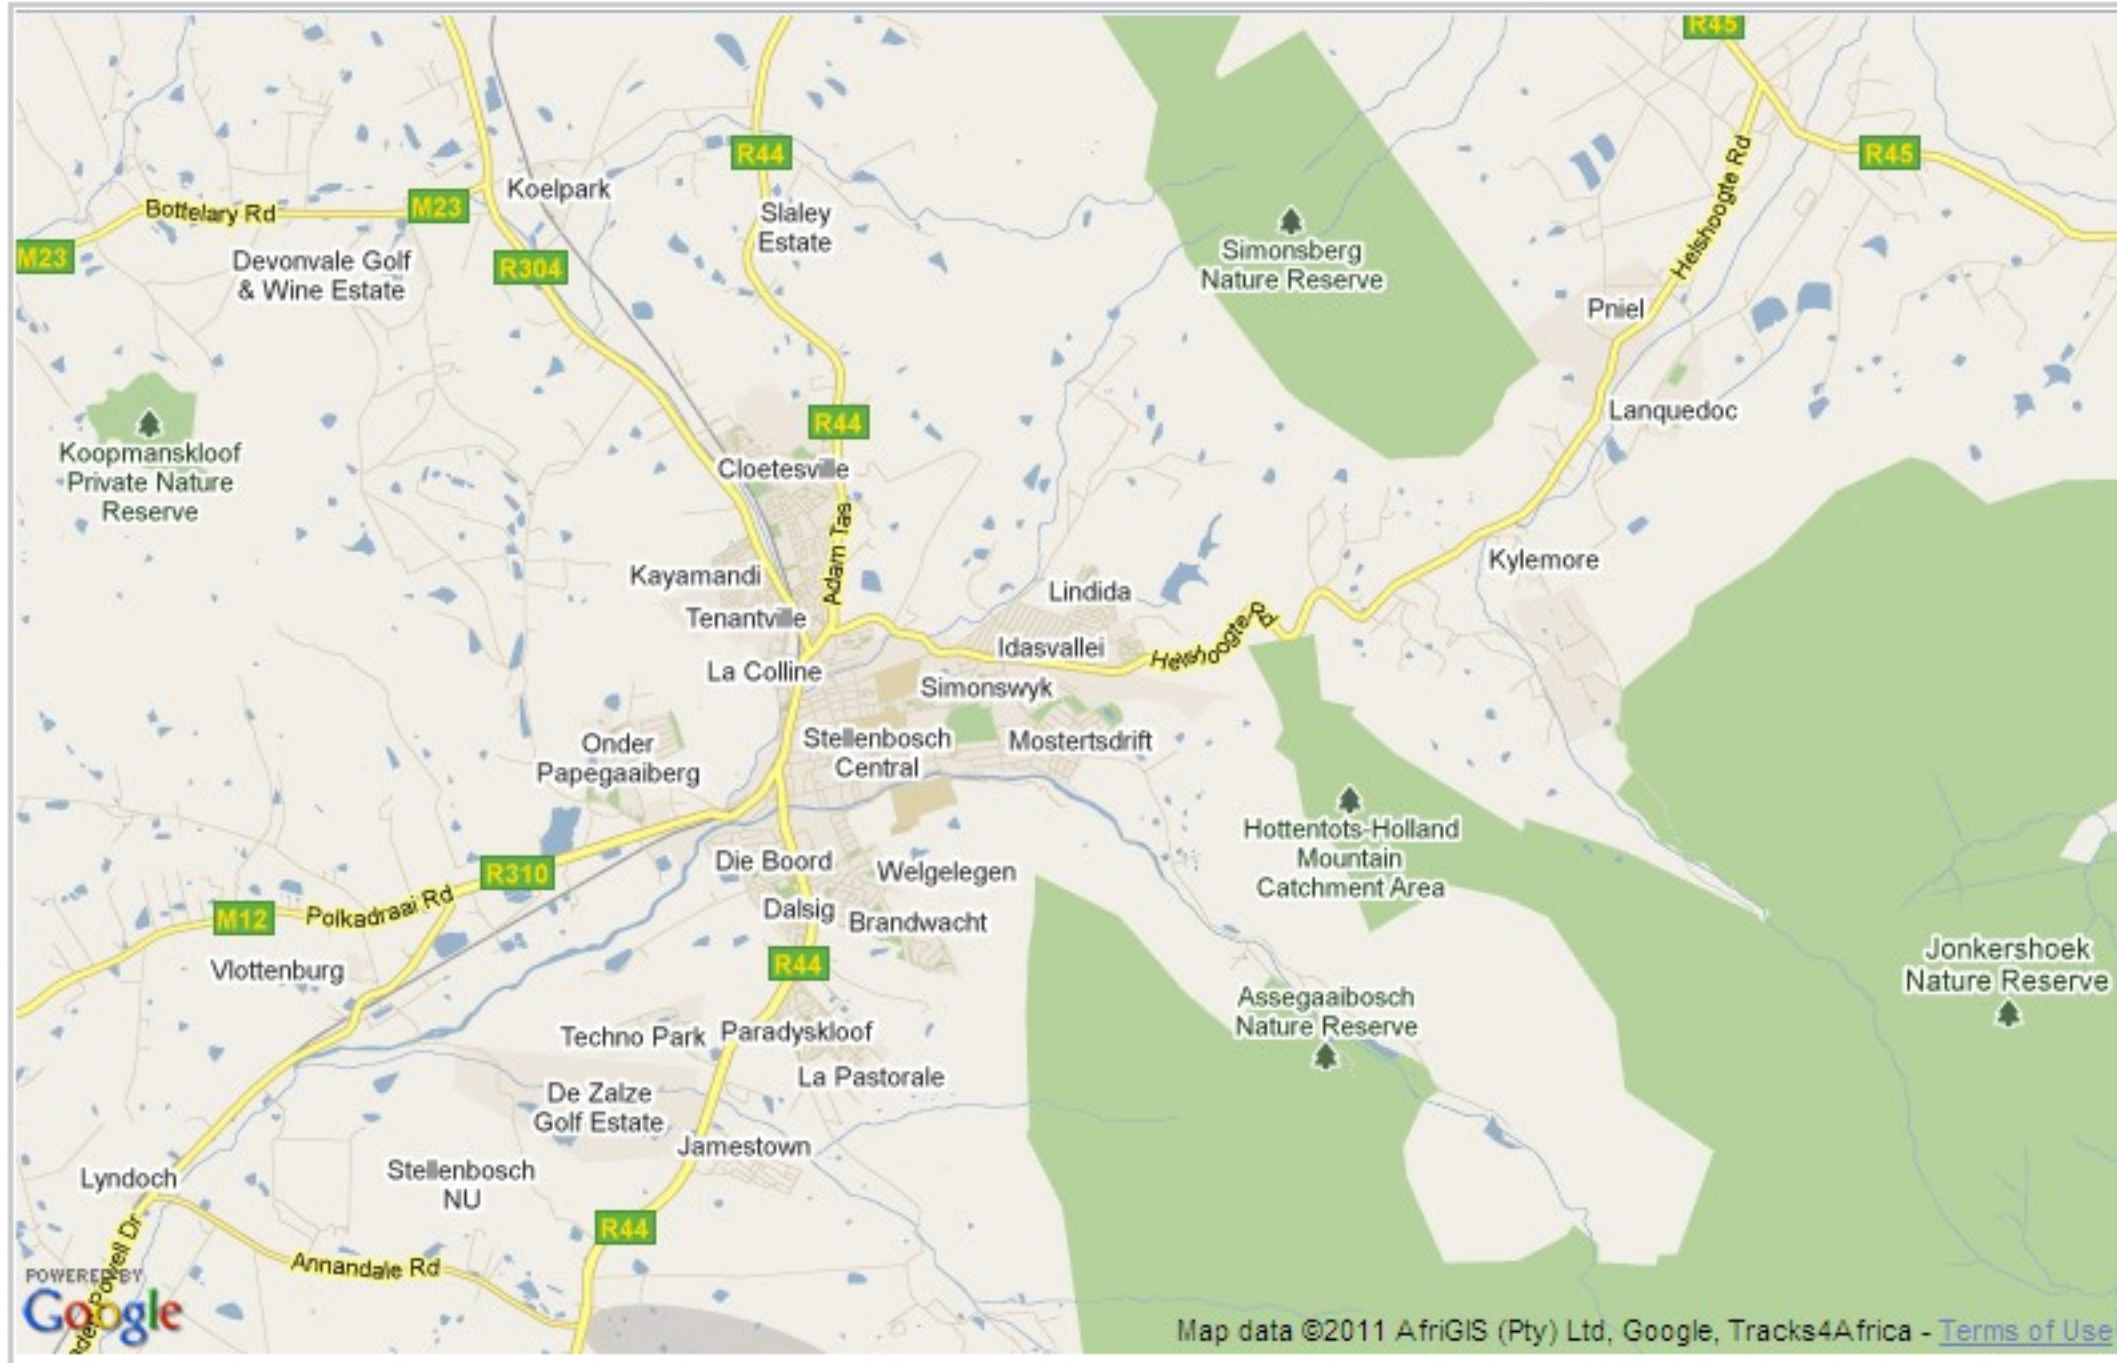 R45
R44
R45
Koelpark
Bottelary Rd
M23
Slaley
Estate
Helshoogte Rd
M23
Devonvale Golf
& Wine Estate
R304
Simonsberg
Nature Reserve
Pniel
Lanquedoc
R44
Koopmanskloof
Private Nature
Reserve
Cloetesville
Adam Tas
Kylemore
Kayamandi
Lindida
Tenantville
Helshoogte Rd
Idasvallei
La Colline
Simonswyk
Onder
Papegaaiberg
Stellenbosch
Central
Mostertsdrift
Hottentots-Holland
Mountain
Catchment Area
R310
Die Boord
Welgelegen
M12
Polkadraai Rd
Dalsig
Brandwacht
Jonkershoek
Nature Reserve
Vlottenburg
R44
Assegaaibosch
Nature Reserve
Techno Park
Paradyskloof
La Pastorale
De Zalze
Golf Estate
Jamestown
Lyndoch
Stellenbosch
NU
R44
Annandale Rd
Powell Dr
POWERED BY
Google
Map data ©2011 AfriGIS (Pty) Ltd, Google, Tracks4Africa - Terms of Use